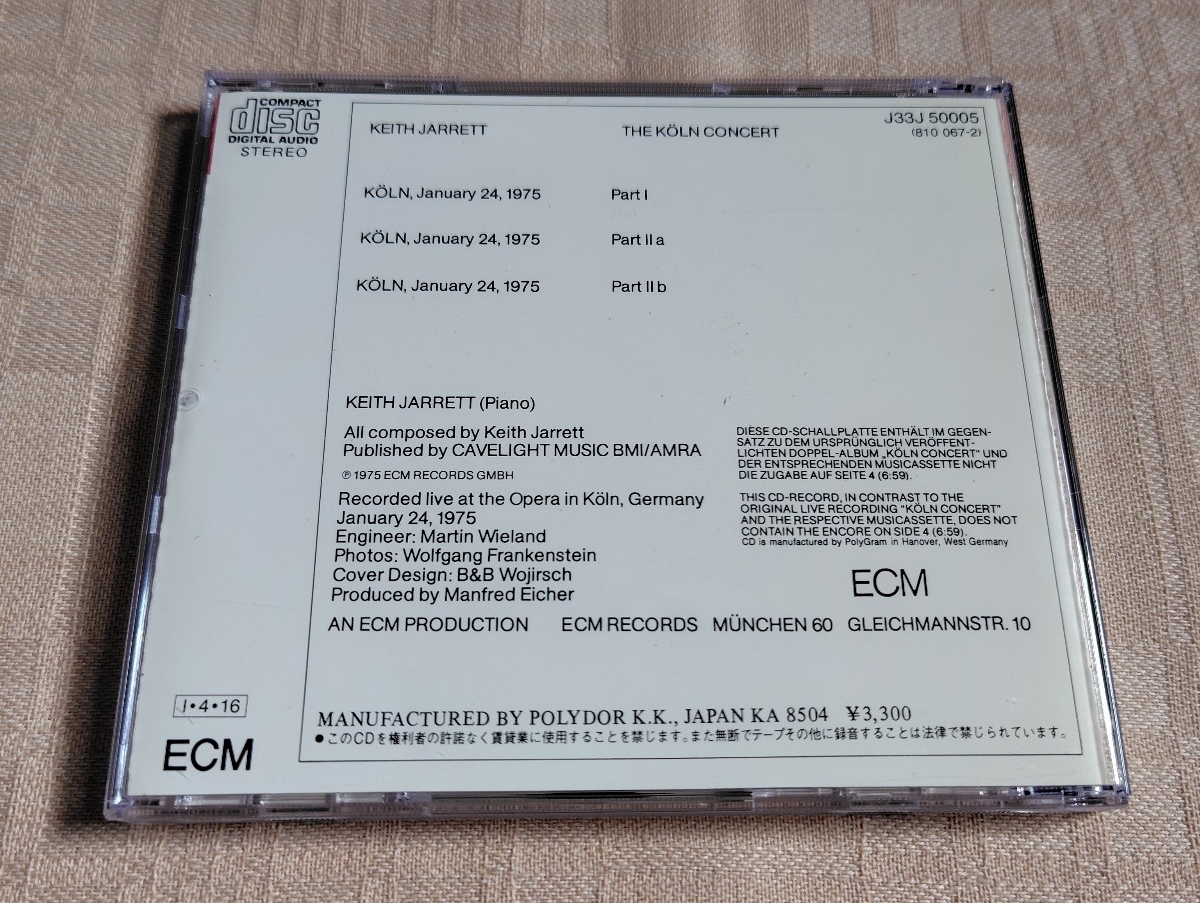 COMPACT
disc
DIGITAL AUDIO
STEREO
KEITH JARRETT THE KÖLN CONCERT
J33J 50005
(810 067-2)
KÖLN, January 24, 1975 Part I
KÖLN, January 24, 1975 Part II a
KÖLN, January 24, 1975 Part II b
KEITH JARRETT (Piano)
All composed by Keith Jarrett
Published by CAVELIGHT MUSIC BMI/AMRA
℗ 1975 ECM RECORDS GMBH
Recorded live at the Opera in Köln, Germany
January 24, 1975
Engineer: Martin Wieland
Photos: Wolfgang Frankenstein
Cover Design: B&B Wojirsch
Produced by Manfred Eicher
DIESE CD-SCHALLPLATTE ENTHÄLT IM GEGEN-
SATZ ZU DEM URSPRÜNGLICH VERÖFFENT-
LICHTEN DOPPEL-ALBUM „KÖLN CONCERT" UND
DER ENTSPRECHENDEN MUSICASSETTE NICHT
DIE ZUGABE AUF SEITE 4 (6:59).
THIS CD-RECORD, IN CONTRAST TO THE
ORIGINAL LIVE RECORDING "KÖLN CONCERT"
AND THE RESPECTIVE MUSICASSETTE, DOES NOT
CONTAIN THE ENCORE ON SIDE 4 (6:59).
CD is manufactured by PolyGram in Hanover, West Germany
ECM
AN ECM PRODUCTION ECM RECORDS MÜNCHEN 60 GLEICHMANNSTR. 10
I•4•16
ECM
MANUFACTURED BY POLYDOR K.K., JAPAN KA 8504 ¥3,300
●このCDを権利者の許諾なく賃貸業に使用することを禁じます。また無断でテープその他に録音することは法律で禁じられています。